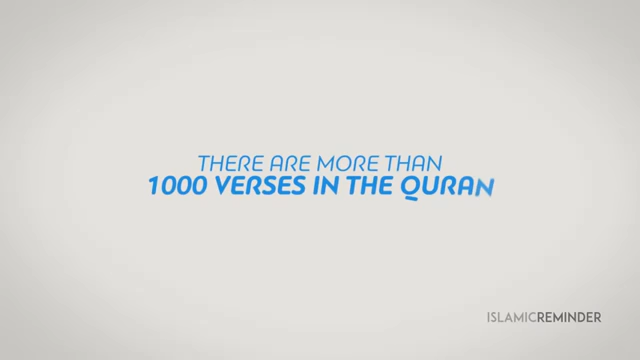 THERE ARE MORE THAN
1000 VERSES IN THE QURAN
ISLAMICREMINDER